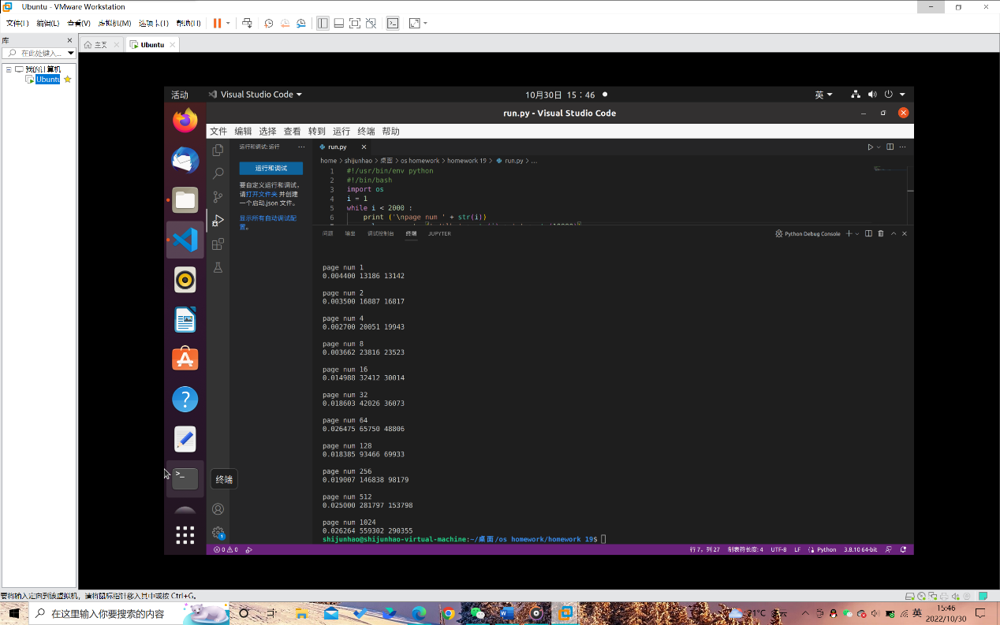 Ubuntu - VMware Workstation
文件(F) 编辑(E) 查看(V) 虚拟机(M) 选项卡(T) 帮助(H)
库
主页
Ubuntu
在此处键入...
我的计算机
Ubuntu
活动
Visual Studio Code
10月30日 15：46
英
run.py - Visual Studio Code
文件 编辑 选择 查看 转到 运行 终端 帮助
运行和调试: 运行
run.py
运行和调试
要自定义运行和调试,
请打开文件夹 并创建
一个启动.json 文件。
显示所有自动调试配
置。
home > shijunhao > 桌面 > os homework > homework 19 > run.py > ...
1 #!/usr/bin/env python
2 #!/bin/bash
3 import os
4 i = 1
5 while i < 2000 :
6 print ('\npage num ' + str(i))
问题 输出 调试控制台 终端 JUPYTER
Python Debug Console
page num 1
0.004400 13186 13142
page num 2
0.003500 16887 16817
page num 4
0.002700 20051 19943
page num 8
0.003662 23816 23523
page num 16
0.014988 32412 30014
page num 32
0.018603 42026 36073
page num 64
0.026475 65750 48806
page num 128
0.018385 93466 69933
page num 256
0.019007 146838 98179
page num 512
0.025000 281797 153798
page num 1024
0.026264 559302 290355
shijunhao@shijunhao-virtual-machine:~/桌面/os homework/homework 19$
终端
0 0
行 7，列 27 制表符长度: 4 UTF-8 LF Python 3.8.10 64-bit
要将输入定向到该虚拟机，请将鼠标指针移入其中或按 Ctrl+G。
在这里输入你要搜索的内容
21°C 多云
英
15:46
2022/10/30